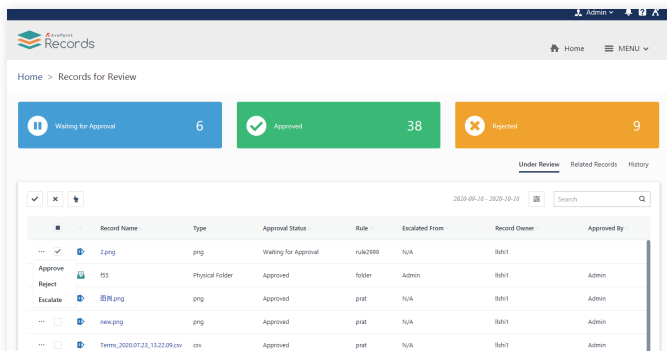 Admin
AvePoint
Records
Home MENU
Home > Records for Review
Waiting for Approval 6
Approved 38
Rejected 9
Under Review Related Records History
2020-09-16 - 2020-10-16 Search
Record Name Type Approval Status Rule Escalated From Record Owner Approved By
2.png png Waiting for Approval rule2999 N/A llshi1
Approve
f55 Physical Folder Approved folder Admin llshi1 Admin
Reject
Escalate 图例.png png Approved prat N/A llshi1 Admin
new.png png Approved prat N/A llshi1 Admin
Terms_2020.07.23_13.22.09.csv csv Approved prat N/A llshi1 Admin